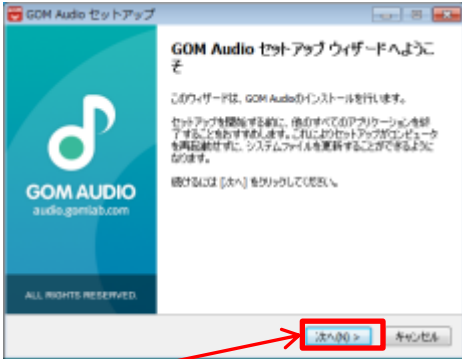 GOM Audio セットアップ
GOM Audio セットアップ ウィザードへようこ
そ
このウィザードは、GOM Audioのインストールを行います。
セットアップを開始する前に、他のすべてのアプリケーションを終
了することをおすすめします。これによりセットアップがコンピュータ
を再起動せずに、システムファイルを更新することができるように
なります。
続けるには [次へ] をクリックしてください。
GOM AUDIO
audio.gomlab.com
ALL RIGHTS RESERVED.
次へ(N) >
キャンセル